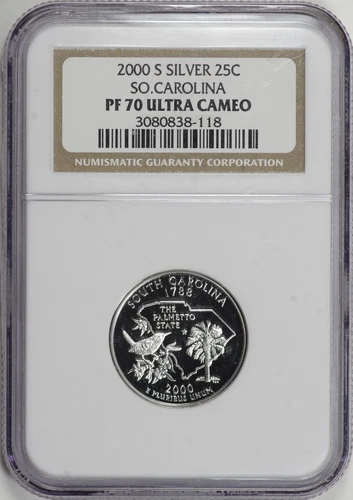 2000 S SILVER 25C
SO.CAROLINA
PF 70 ULTRA CAMEO
3080838-118
NUMISMATIC GUARANTY CORPORATION
SOUTH CAROLINA
1788
THE
PALMETTO
STATE
2000
E PLURIBUS UNUM